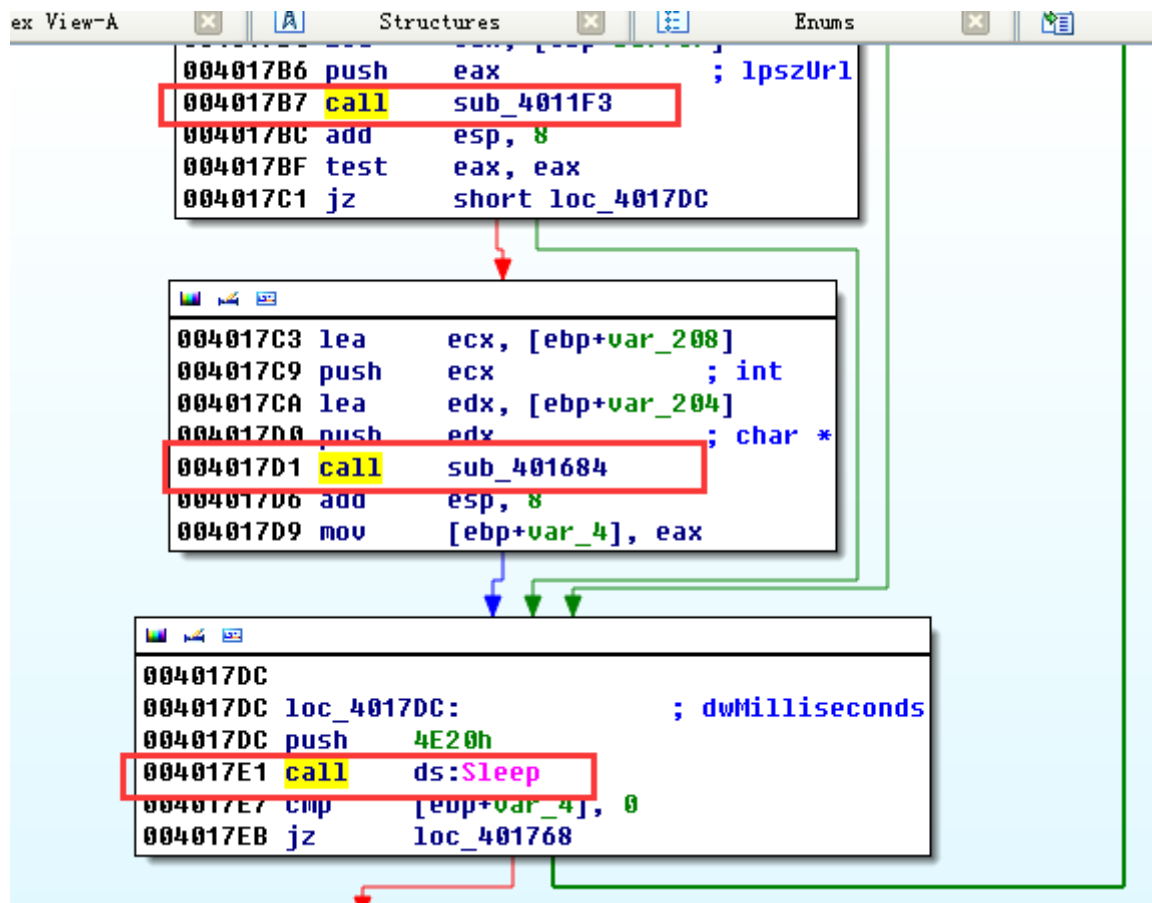 ex View-A Structures Enums
004017B6 push eax ; lpszUrl
004017B7 call sub_4011F3
004017BC add esp, 8
004017BF test eax, eax
004017C1 jz short loc_4017DC
004017C3 lea ecx, [ebp+var_208]
004017C9 push ecx ; int
004017CA lea edx, [ebp+var_204]
004017D0 push edx ; char *
004017D1 call sub_401684
004017D6 add esp, 8
004017D9 mov [ebp+var_4], eax
004017DC
004017DC loc_4017DC: ; dwMilliseconds
004017DC push 4E20h
004017E1 call ds:Sleep
004017E7 cmp [ebp+var_4], 0
004017EB jz loc_401768